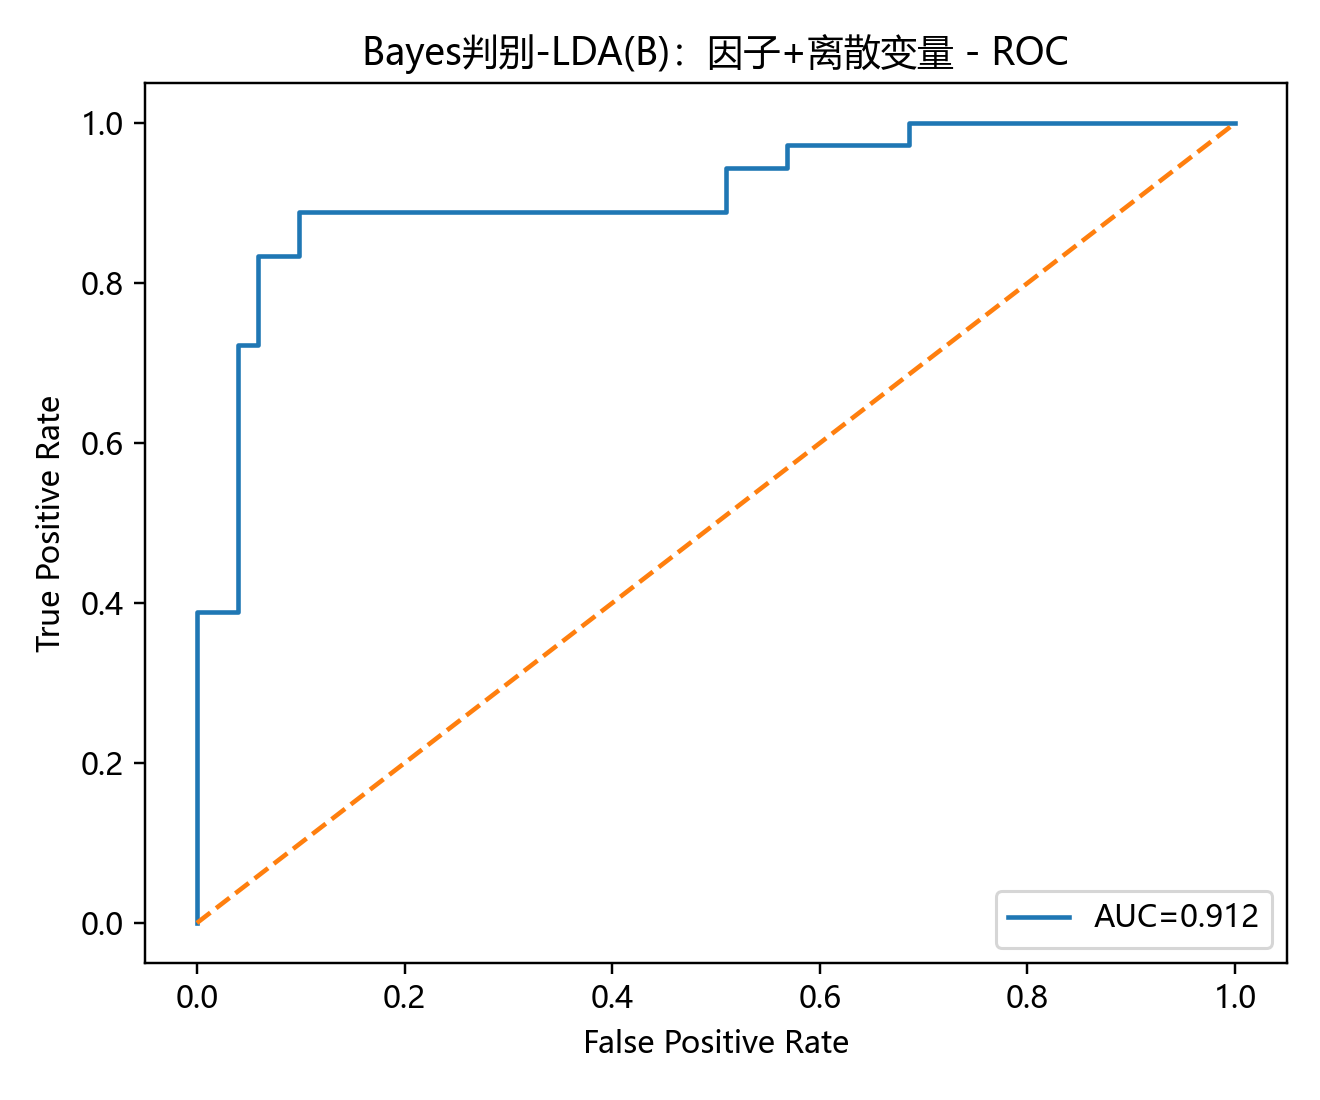 Bayes判别-LDA(B)：因子+离散变量 - ROC
True Positive Rate
1.0
0.8
0.6
0.4
0.2
0.0
AUC=0.912
0.0 0.2 0.4 0.6 0.8 1.0
False Positive Rate